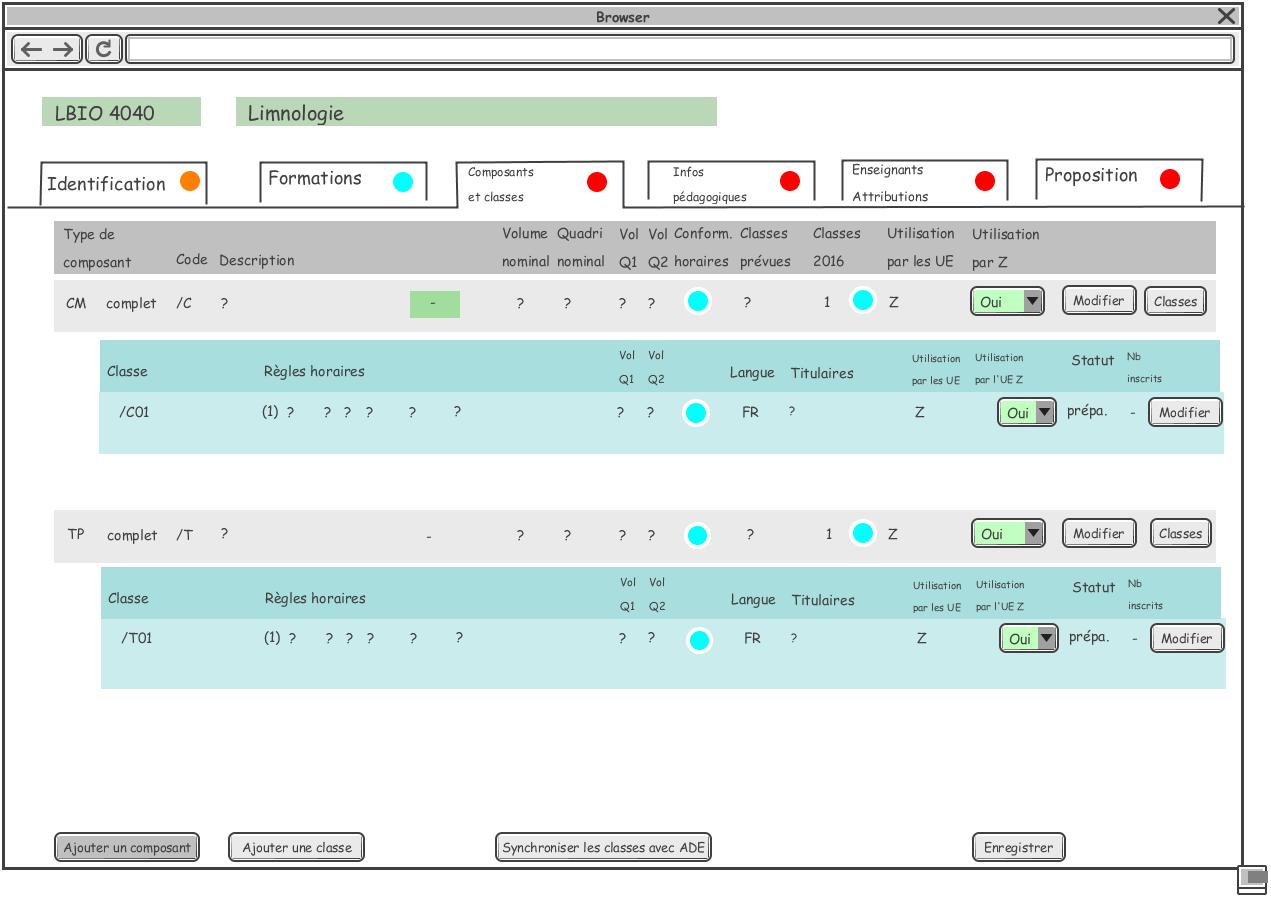 Browser
LBIO 4040 Limnologie
Identification Formations Composants et classes Infos pédagogiques Enseignants Attributions Proposition
Type de composant Code Description Volume nominal Quadri nominal Vol Q1 Vol Q2 Conform. horaires Classes prévues Classes 2016 Utilisation par les UE Utilisation par Z
CM complet /C ? - ? ? ? ? ? 1 Z Oui Modifier Classes
Classe Règles horaires Vol Q1 Vol Q2 Langue Titulaires Utilisation par les UE Utilisation par l'UE Z Statut Nb inscrits
/C01 (1) ? ? ? ? ? ? ? ? FR ? Z Oui prépa. - Modifier
TP complet /T ? - ? ? ? ? ? 1 Z Oui Modifier Classes
Classe Règles horaires Vol Q1 Vol Q2 Langue Titulaires Utilisation par les UE Utilisation par l'UE Z Statut Nb inscrits
/T01 (1) ? ? ? ? ? ? ? ? FR ? Z Oui prépa. - Modifier
Ajouter un composant Ajouter une classe Synchroniser les classes avec ADE Enregistrer